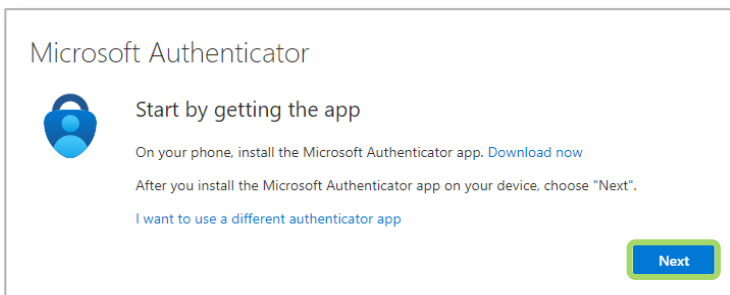 Microsoft Authenticator
Start by getting the app
On your phone, install the Microsoft Authenticator app. Download now
After you install the Microsoft Authenticator app on your device, choose "Next".
I want to use a different authenticator app
Next